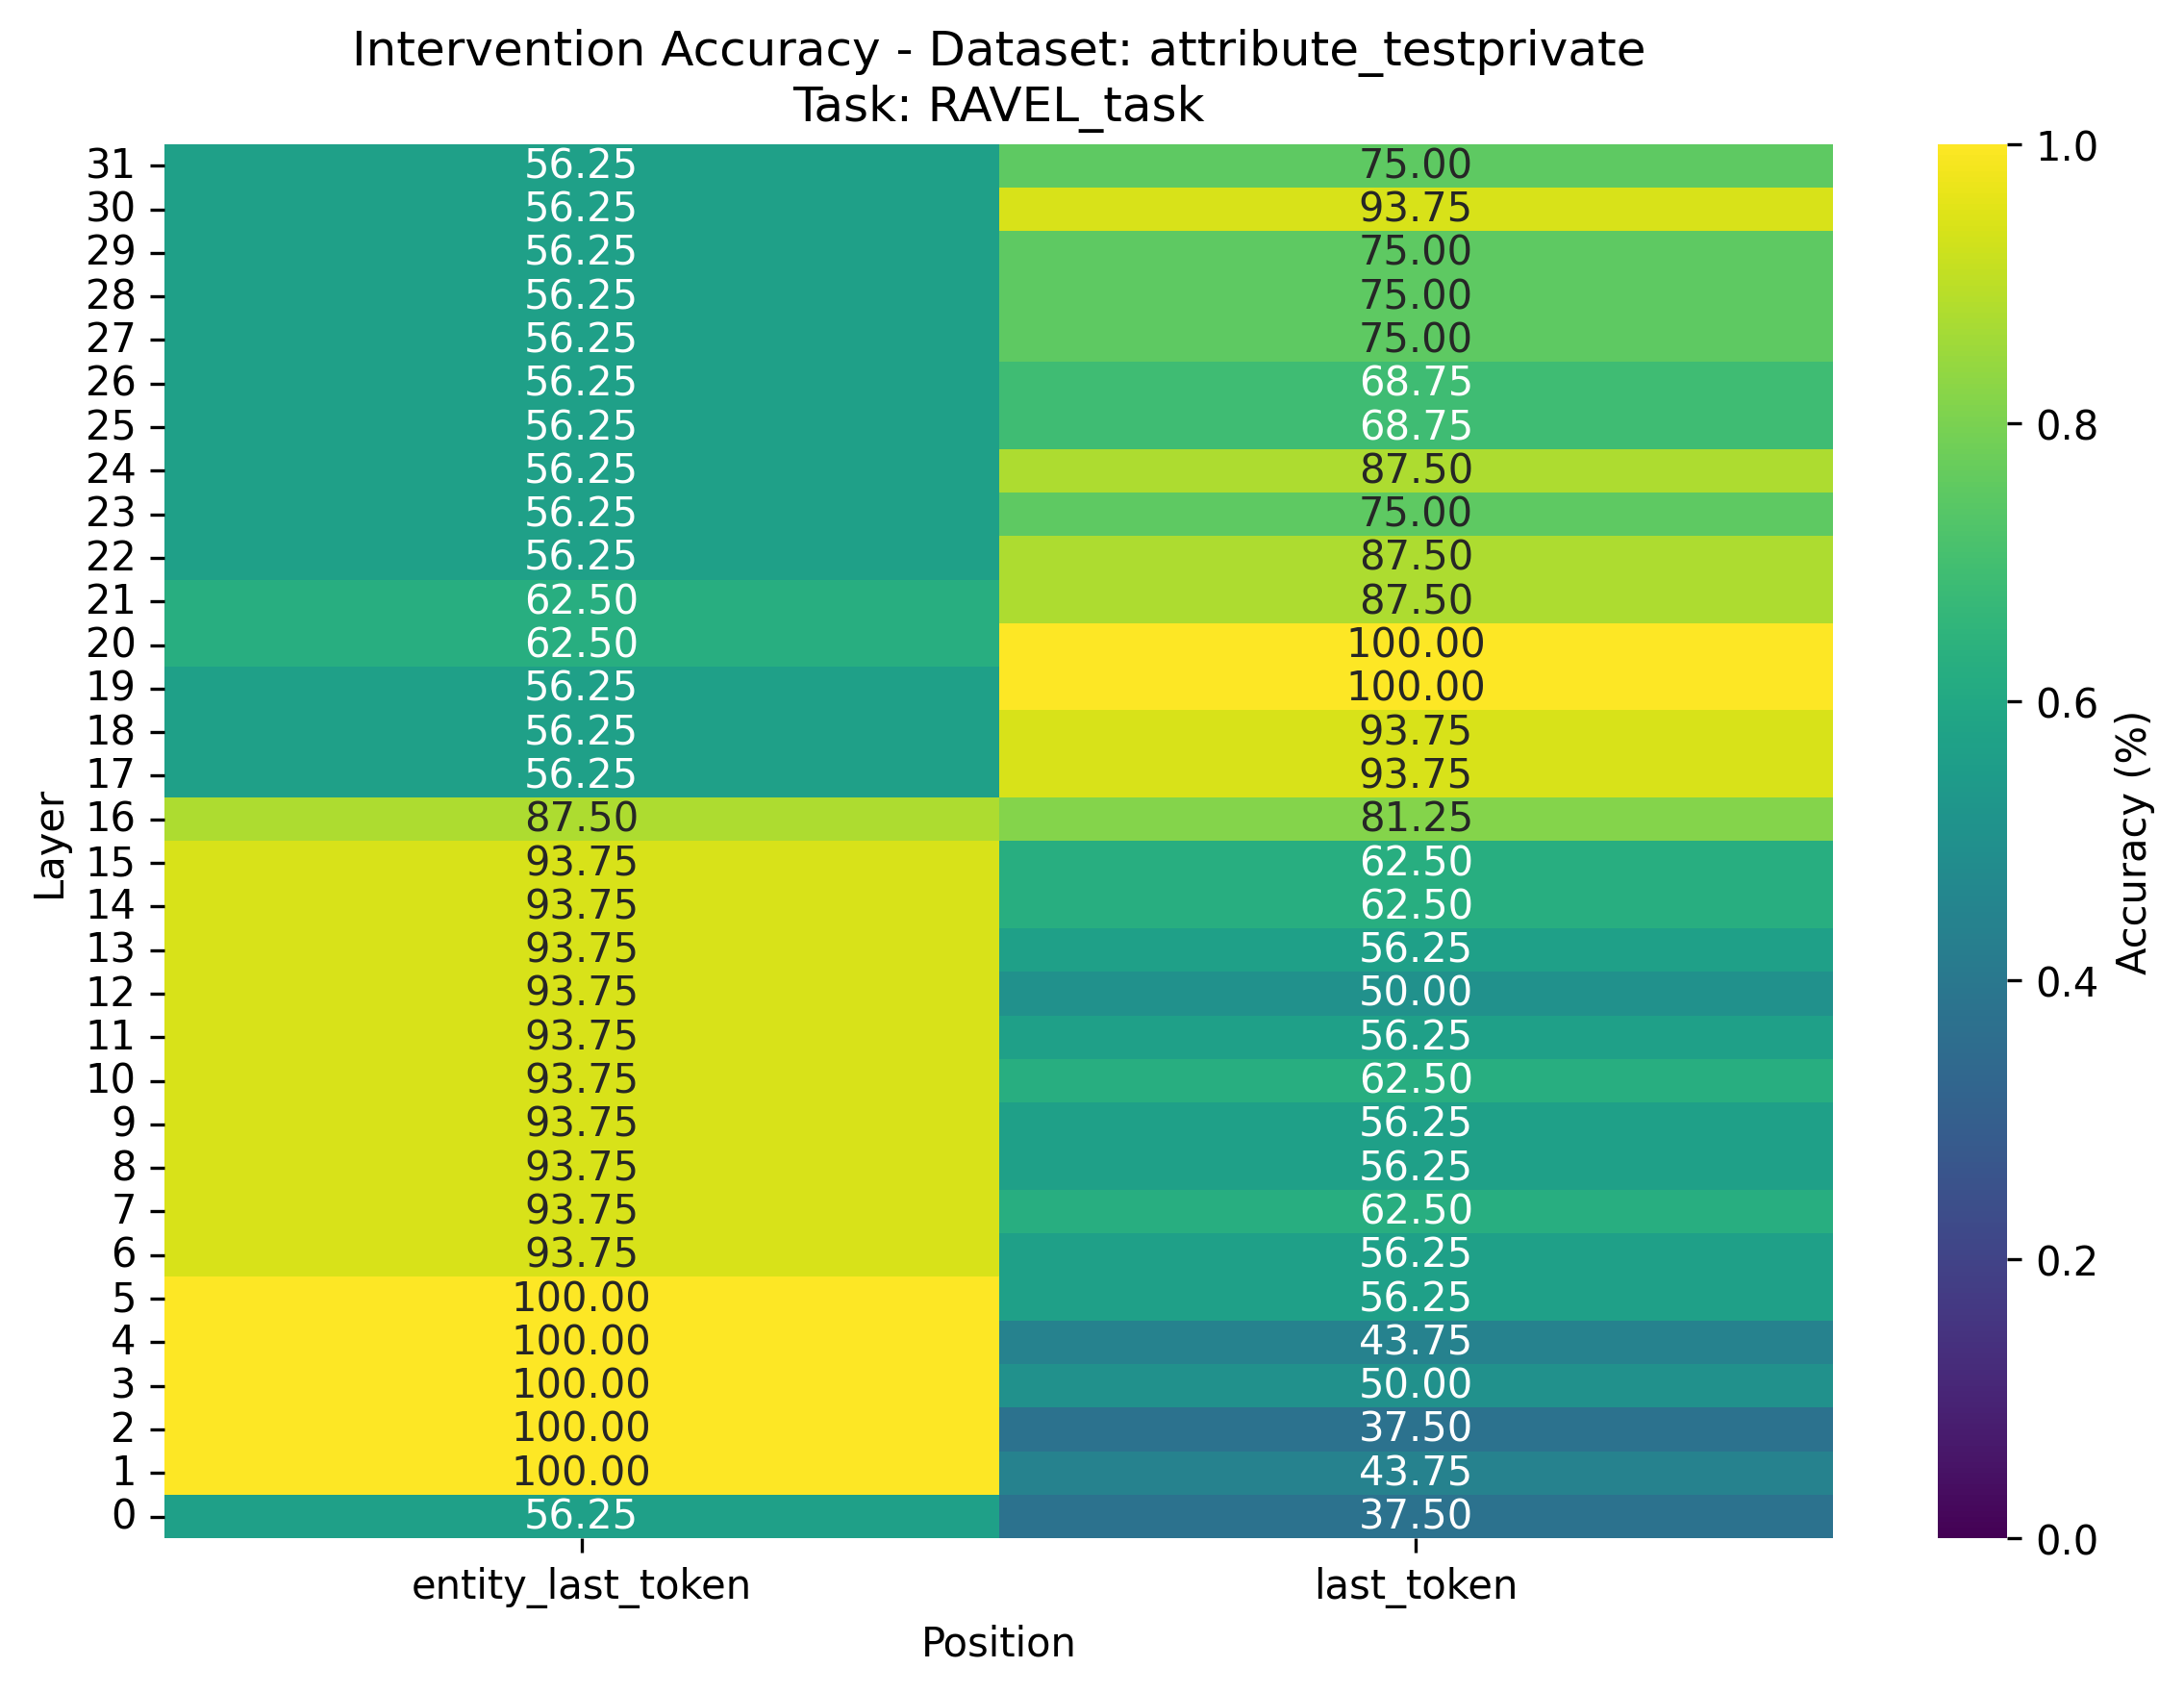 Intervention Accuracy - Dataset: attribute_testprivate
Task: RAVEL_task
31 56.25 75.00
30 56.25 93.75
29 56.25 75.00
28 56.25 75.00
27 56.25 75.00
26 56.25 68.75
25 56.25 68.75
24 56.25 87.50
23 56.25 75.00
22 56.25 87.50
21 62.50 87.50
20 62.50 100.00
19 56.25 100.00
18 56.25 93.75
17 56.25 93.75
16 87.50 81.25
15 93.75 62.50
14 93.75 62.50
13 93.75 56.25
12 93.75 50.00
11 93.75 56.25
10 93.75 62.50
9 93.75 56.25
8 93.75 56.25
7 93.75 62.50
6 93.75 56.25
5 100.00 56.25
4 100.00 43.75
3 100.00 50.00
2 100.00 37.50
1 100.00 43.75
0 56.25 37.50
Layer
entity_last_token last_token
Position
1.0
0.8
0.6
0.4
0.2
0.0
Accuracy (%)